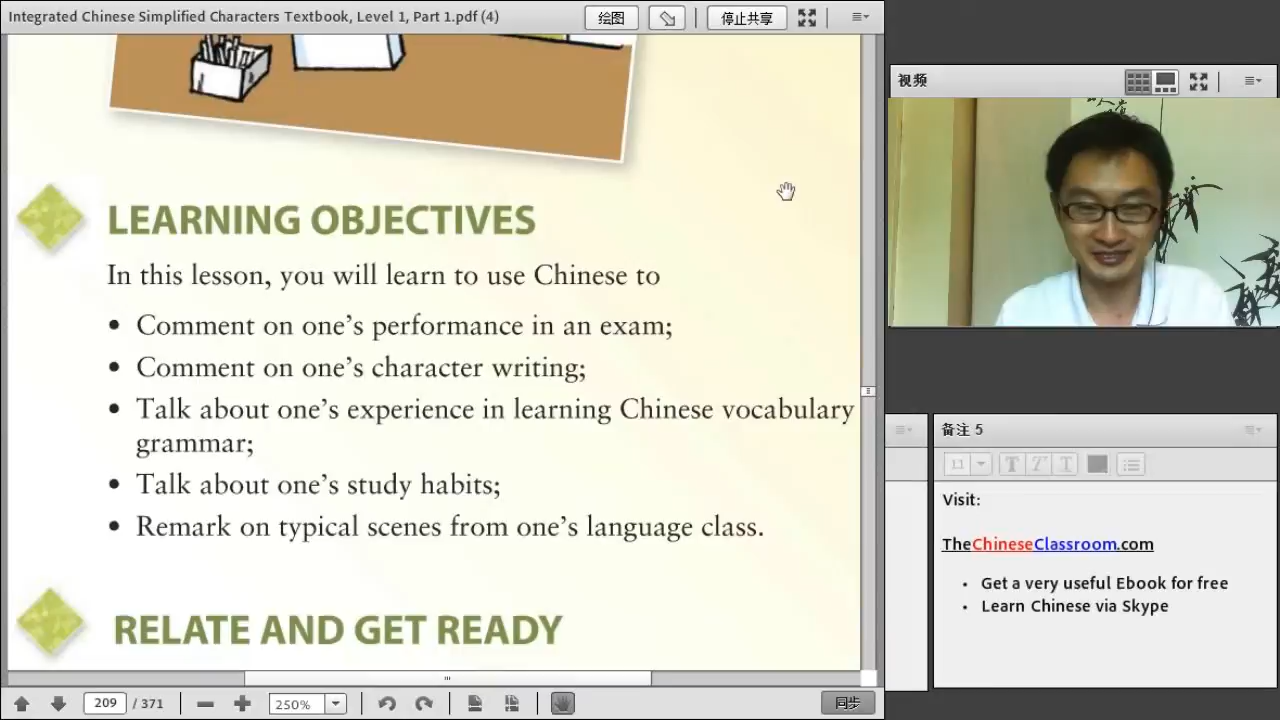 Integrated Chinese Simplified Characters Textbook, Level 1, Part 1.pdf (4)
绘图
停止共享
LEARNING OBJECTIVES
In this lesson, you will learn to use Chinese to
• Comment on one's performance in an exam;
• Comment on one's character writing;
• Talk about one's experience in learning Chinese vocabulary
grammar;
• Talk about one's study habits;
• Remark on typical scenes from one's language class.
RELATE AND GET READY
209 / 371
250%
同步
视频
备注 5
11
T T T
Visit:
TheChineseClassroom.com
• Get a very useful Ebook for free
• Learn Chinese via Skype